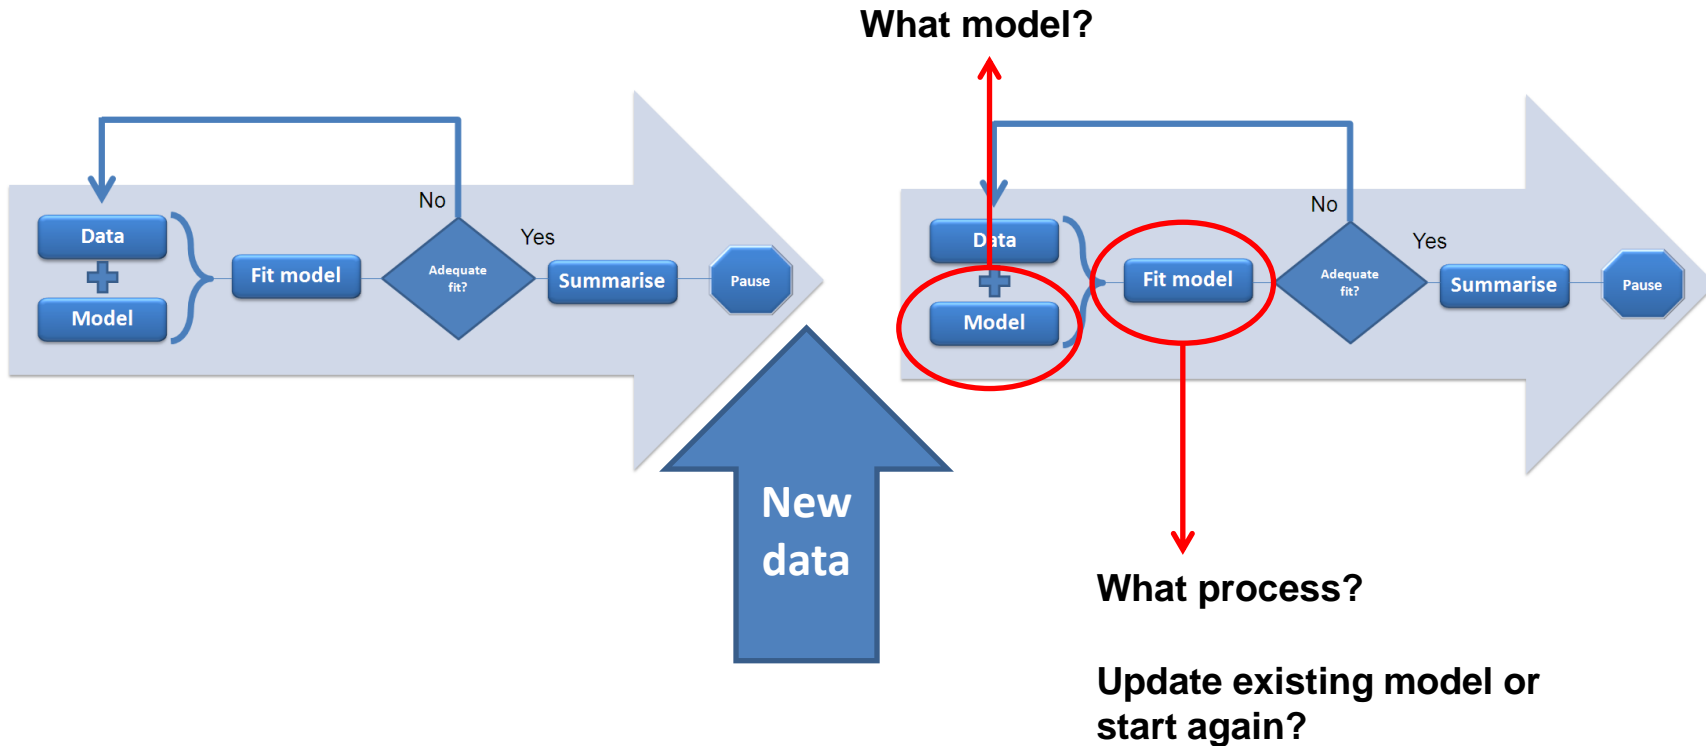 What model?
No
Data
Yes
Fit model
Adequate
fit?
Summarise
Pause
Model
New
data
No
Data
Yes
Fit model
Adequate
fit?
Summarise
Pause
Model
What process?
Update existing model or
start again?